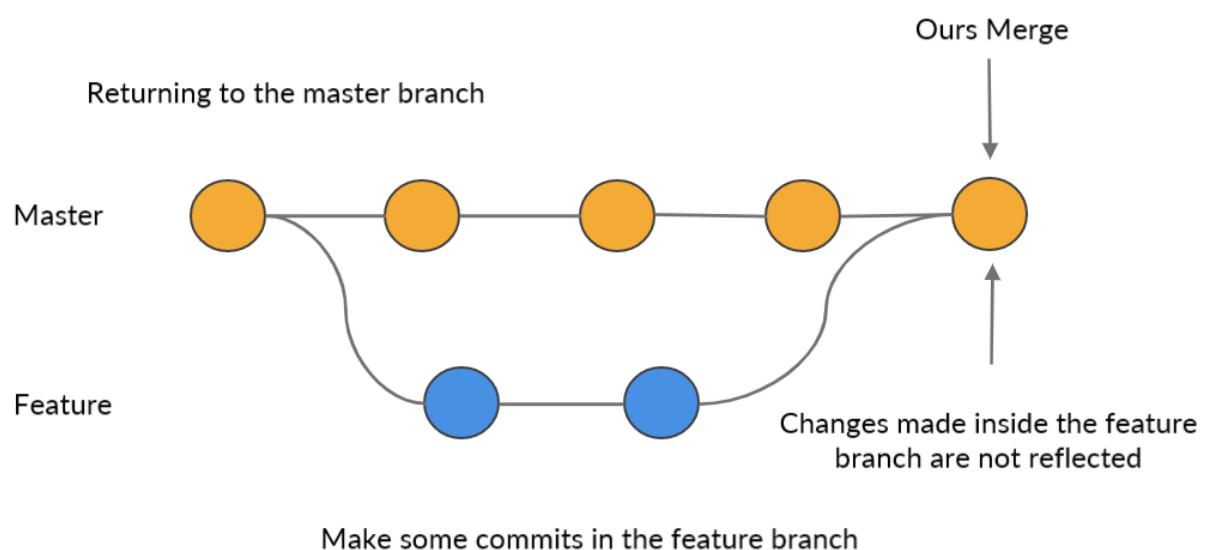 Ours Merge
Returning to the master branch
Master
Feature
Changes made inside the feature
branch are not reflected
Make some commits in the feature branch